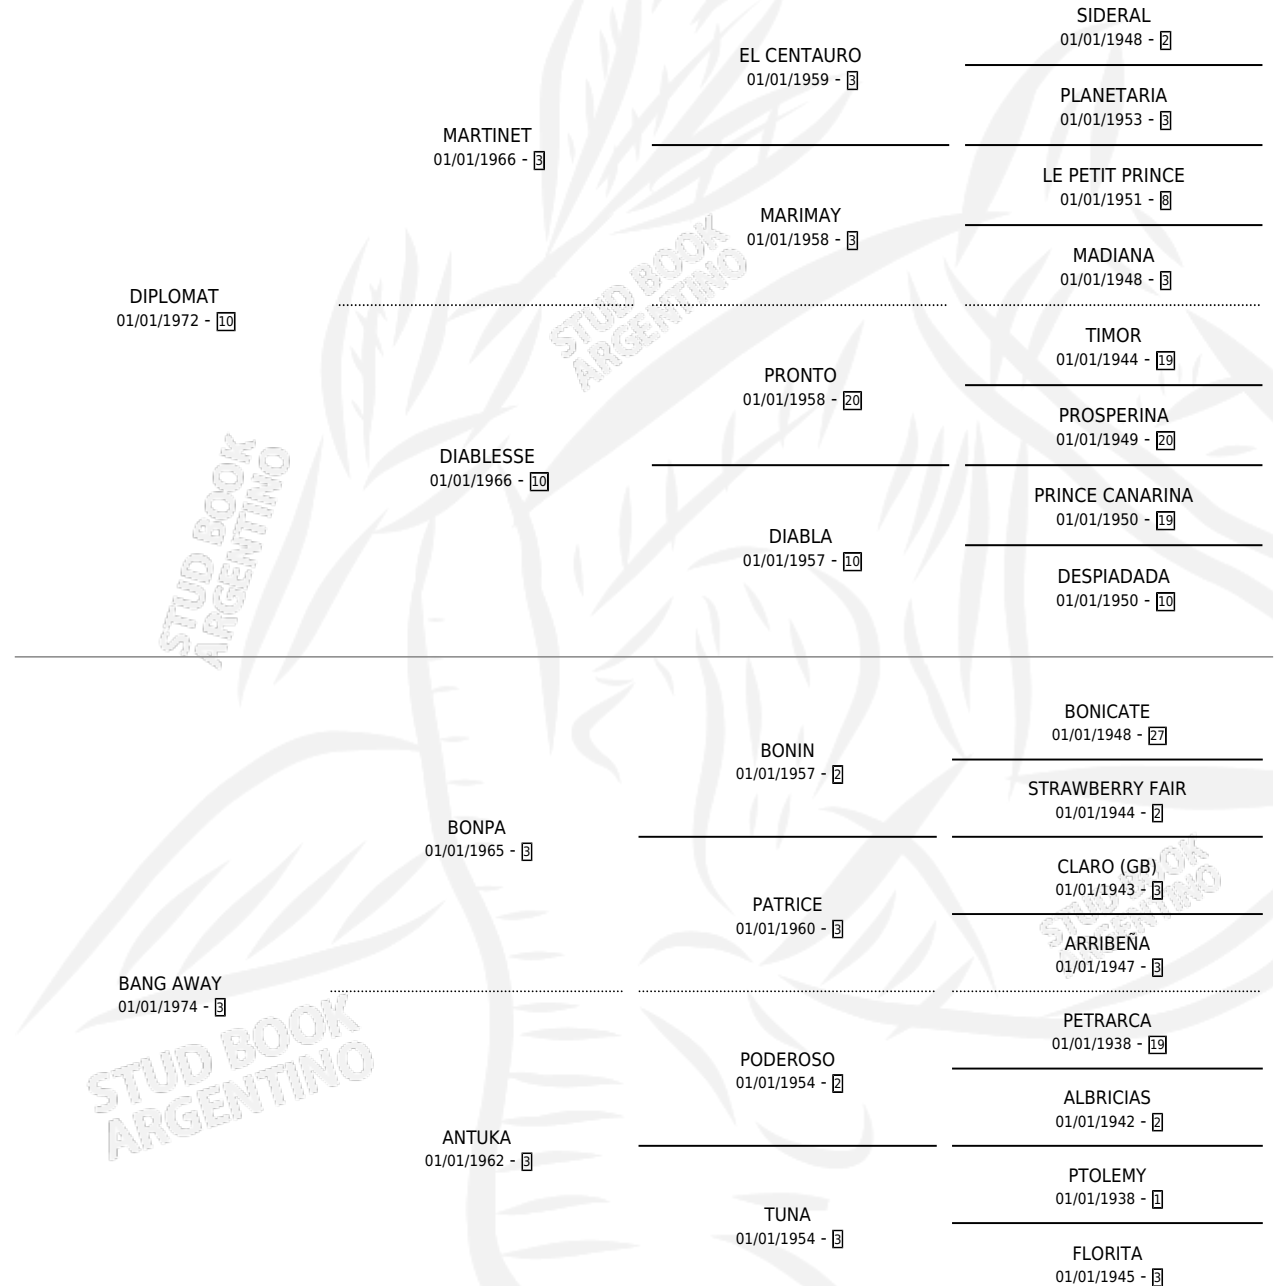 SIDERAL
01/01/1948 - 2
EL CENTAURO
01/01/1959 - 3
PLANETARIA
01/01/1953 - 3
MARTINET
01/01/1966 - 3
LE PETIT PRINCE
01/01/1951 - 8
MARIMAY
01/01/1958 - 3
MADIANA
01/01/1948 - 3
DIPLOMAT
01/01/1972 - 10
TIMOR
01/01/1944 - 19
PRONTO
01/01/1958 - 20
PROSPERINA
01/01/1949 - 20
DIABLESSE
01/01/1966 - 10
PRINCE CANARINA
01/01/1950 - 19
DIABLA
01/01/1957 - 10
DESPIADADA
01/01/1950 - 10
STUD BOOK
ARGENTINO
STUD BOOK
ARGENTINO
BONICATE
01/01/1948 - 27
BONIN
01/01/1957 - 2
STRAWBERRY FAIR
01/01/1944 - 2
BONPA
01/01/1965 - 3
CLARO (GB)
01/01/1943 - 3
PATRICE
01/01/1960 - 3
ARRIBEÑA
01/01/1947 - 3
BANG AWAY
01/01/1974 - 3
PETRARCA
01/01/1938 - 19
PODEROSO
01/01/1954 - 2
ALBRICIAS
01/01/1942 - 2
ANTUKA
01/01/1962 - 3
PTOLEMY
01/01/1938 - 1
TUNA
01/01/1954 - 3
FLORITA
01/01/1945 - 3
STUD BOOK
ARGENTINO
STUD BOOK
ARGENTINO